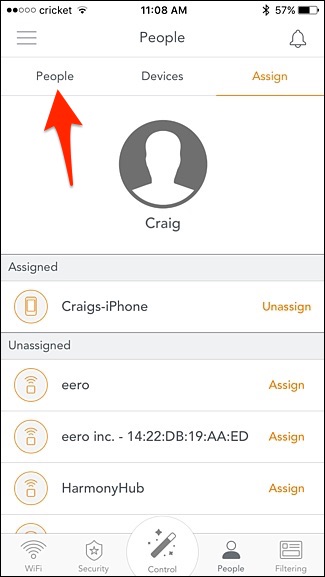 cricket 11:08 AM 57%
People
People Devices Assign
Craig
Assigned
Craigs-iPhone Unassign
Unassigned
eero Assign
eero inc. - 14:22:DB:19:AA:ED Assign
HarmonyHub Assign
WiFi Security Control People Filtering